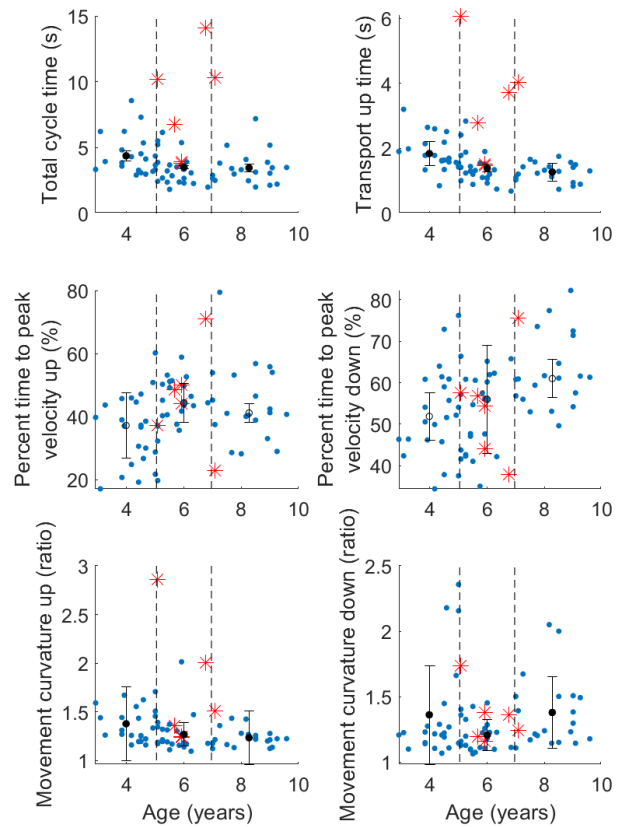 Total cycle time (s)
15
10
5
0
4 6 8 10
Transport up time (s)
6
4
2
0
4 6 8 10
Percent time to peak
velocity up (%)
80
60
40
20
4 6 8 10
Percent time to peak
velocity down (%)
80
70
60
50
40
4 6 8 10
Movement curvature up (ratio)
3
2.5
2
1.5
1
4 6 8 10
Age (years)
Movement curvature down (ratio)
2.5
2
1.5
1
4 6 8 10
Age (years)